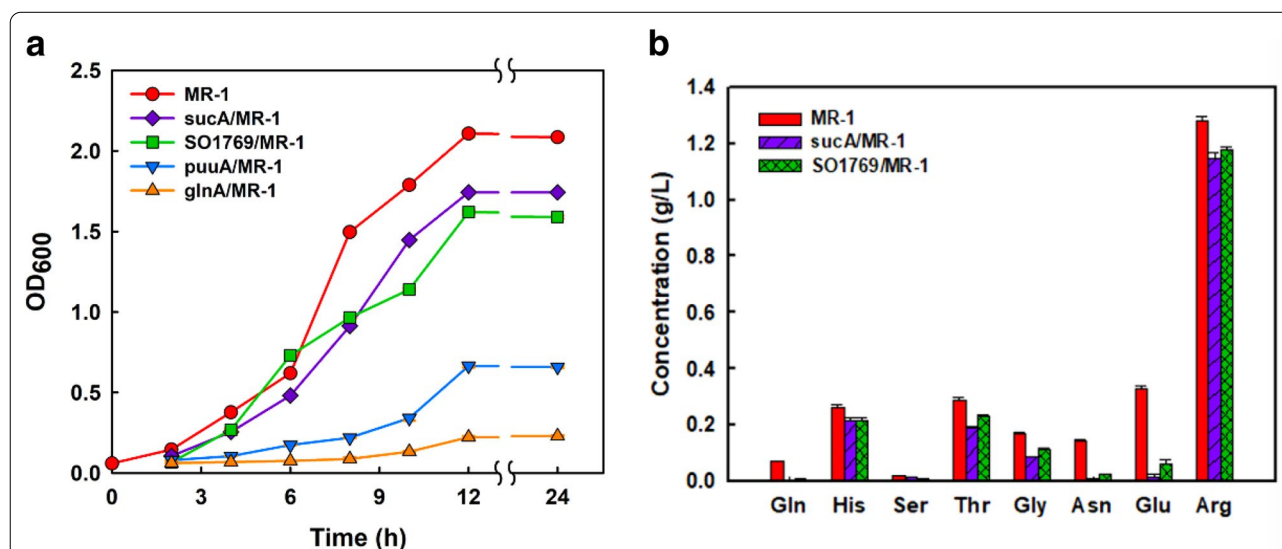 a
OD600
2.5
2.0
1.5
1.0
0.5
0.0
MR-1
sucA/MR-1
SO1769/MR-1
puuA/MR-1
glnA/MR-1
0 3 6 9 12 24
Time (h)
b
Concentration (g/L)
1.4
1.2
1.0
0.8
0.6
0.4
0.2
0.0
MR-1
sucA/MR-1
SO1769/MR-1
Gln His Ser Thr Gly Asn Glu Arg